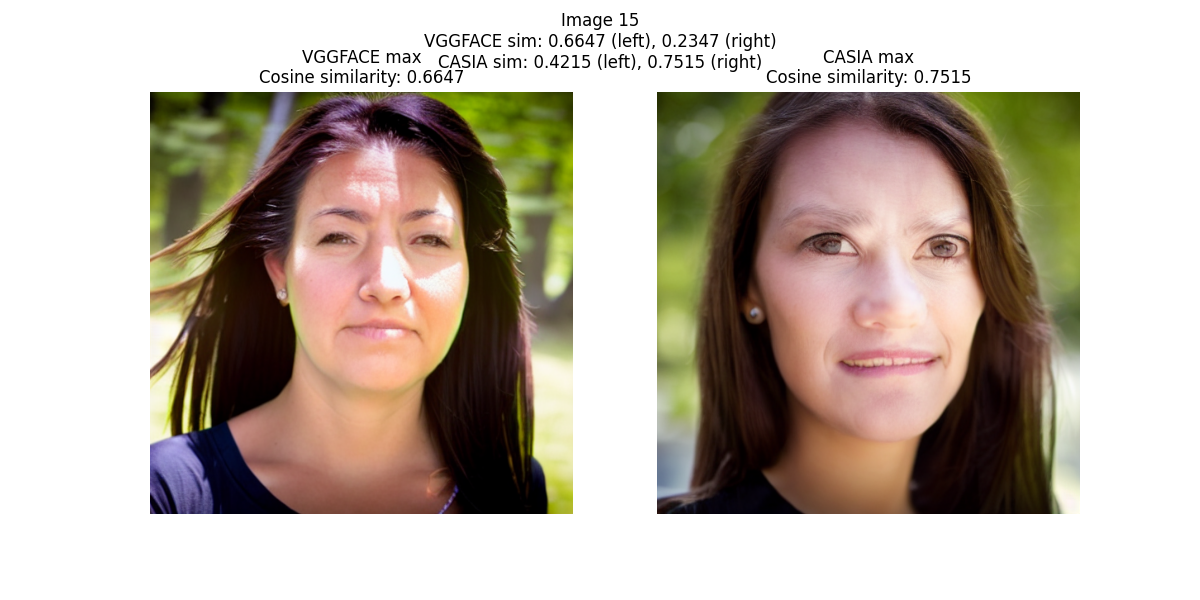 Image 15
VGGFACE sim: 0.6647 (left), 0.2347 (right)
CASIA sim: 0.4215 (left), 0.7515 (right)
VGGFACE max
Cosine similarity: 0.6647
CASIA max
Cosine similarity: 0.7515